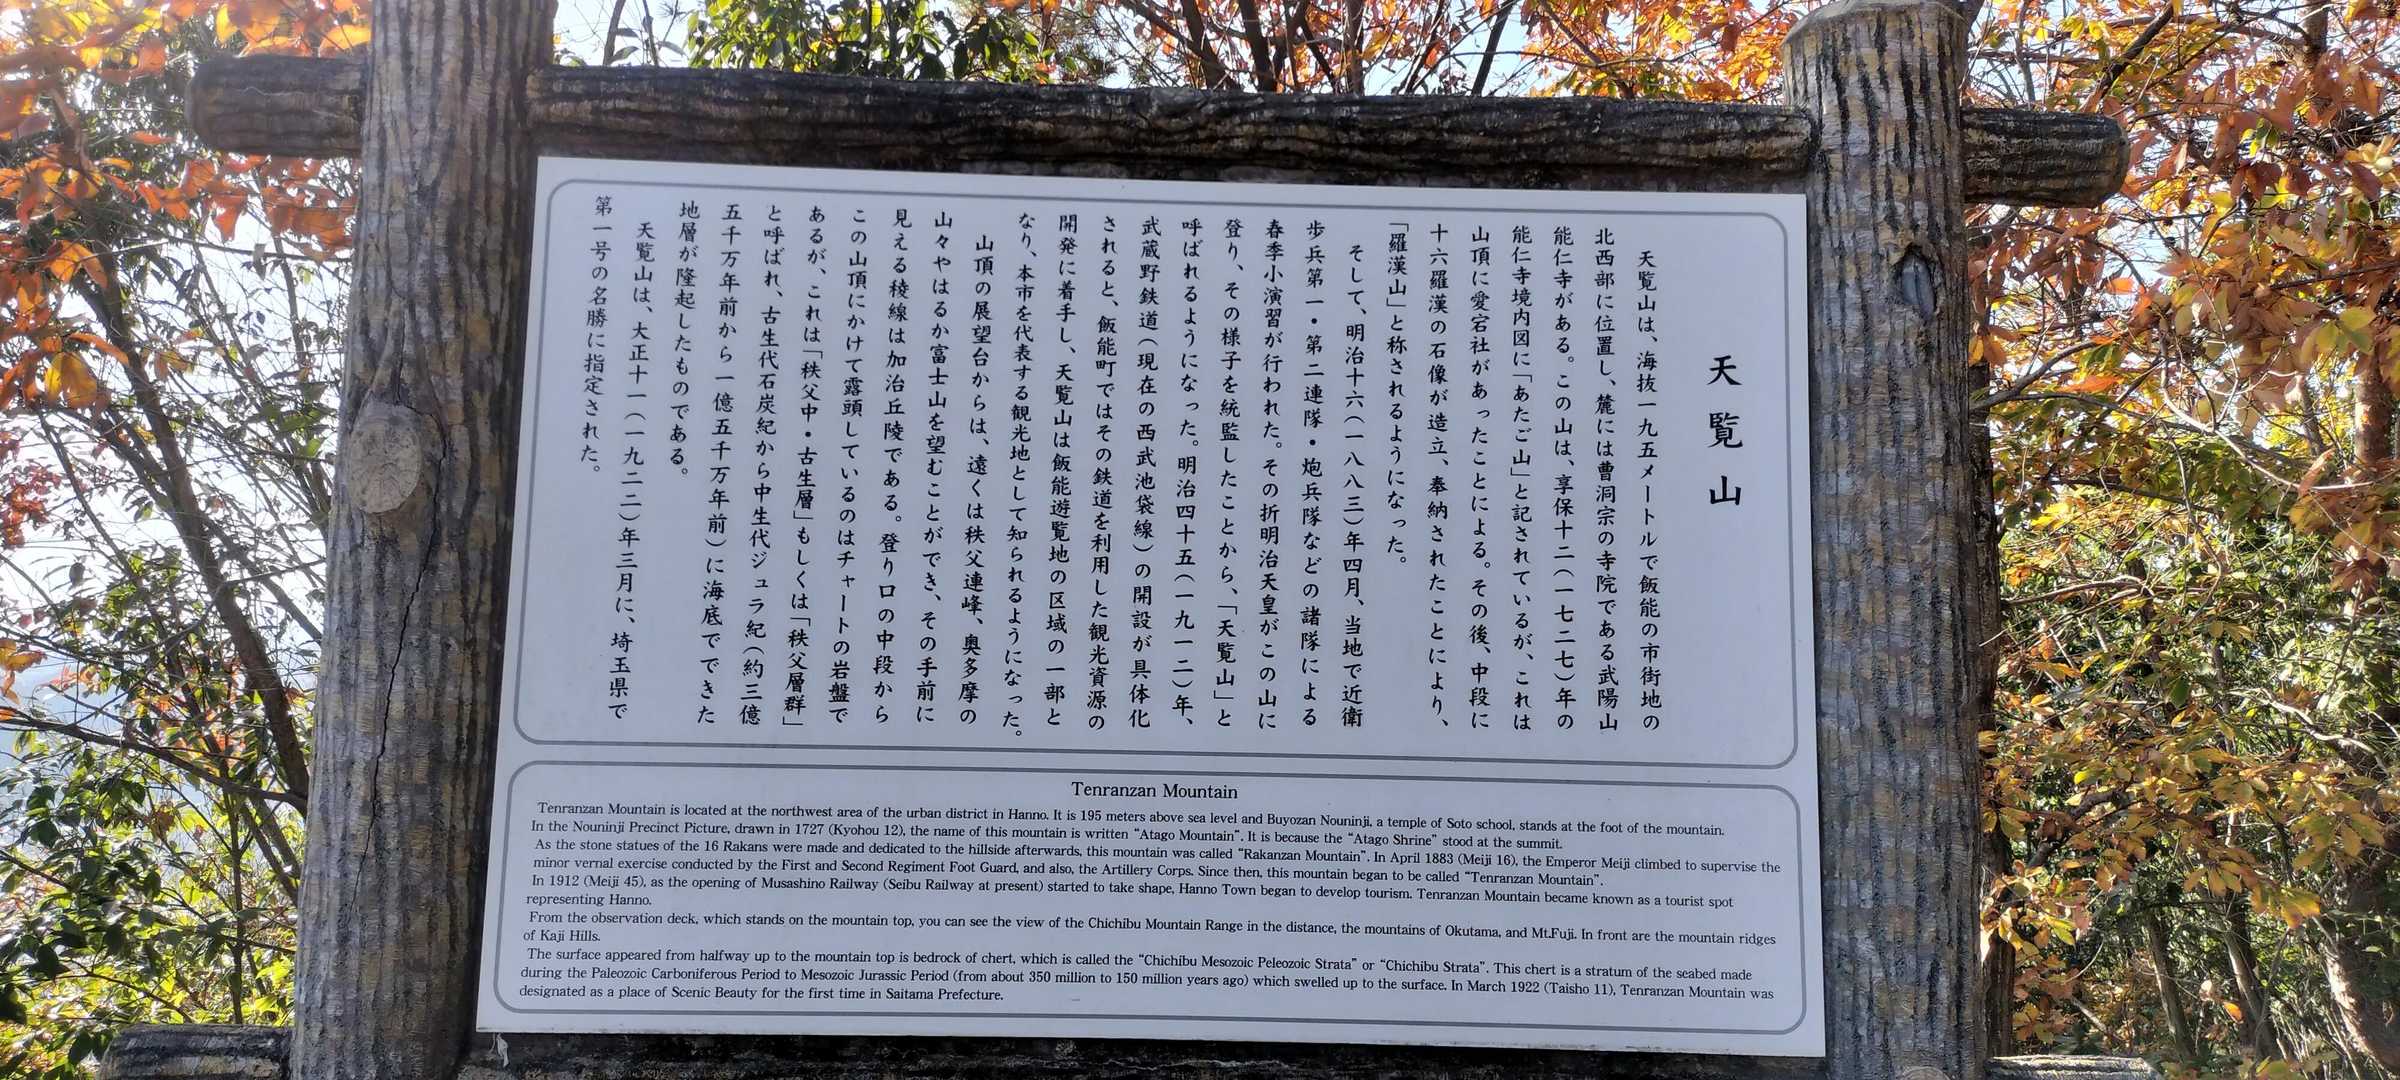 天覧山
天覧山は、海抜一九五メートルで飯能の市街地の
北西部に位置し、麓には曹洞宗の寺院である武陽山
能仁寺がある。この山は、享保十二（一七二七）年の
能仁寺境内図に「あたご山」と記されているが、これは
山頂に愛宕社があったことによる。その後、中段に
十六羅漢の石像が造立、奉納されたことにより、
「羅漢山」と称されるようになった。
そして、明治十六（一八八三）年四月、当地で近衛
歩兵第一・第二連隊・炮兵隊などの諸隊による
春季小演習が行われた。その折明治天皇がこの山に
登り、その様子を統監したことから、「天覧山」と
呼ばれるようになった。明治四十五（一九一二）年、
武蔵野鉄道（現在の西武池袋線）の開設が具体化
されると、飯能町ではその鉄道を利用した観光資源の
開発に着手し、天覧山は飯能遊覧地の区域の一部と
なり、本市を代表する観光地として知られるようになった。
山頂の展望台からは、遠くは秩父連峰、奥多摩の
山々やはるか富士山を望むことができ、その手前に
見える稜線は加治丘陵である。登り口の中段から
この山頂にかけて露頭しているのはチャートの岩盤で
あるが、これは「秩父中・古生層」もしくは「秩父層群」
と呼ばれ、古生代石炭紀から中生代ジュラ紀（約三億
五千万年前から一億五千万年前）に海底でできた
地層が隆起したものである。
天覧山は、大正十一（一九二二）年三月に、埼玉県で
第一号の名勝に指定された。
Tenranzan Mountain
Tenranzan Mountain is located at the northwest area of the urban district in Hanno. It is 195 meters above sea level and Buyozan Nouninji, a temple of Soto school, stands at the foot of the mountain.
In the Nouninji Precinct Picture, drawn in 1727 (Kyohou 12), the name of this mountain is written “Atago Mountain”. It is because the “Atago Shrine” stood at the summit.
As the stone statues of the 16 Rakans were made and dedicated to the hillside afterwards, this mountain was called “Rakanzan Mountain”. In April 1883 (Meiji 16), the Emperor Meiji climbed to supervise the
minor vernal exercise conducted by the First and Second Regiment Foot Guard, and also, the Artillery Corps. Since then, this mountain began to be called “Tenranzan Mountain”.
In 1912 (Meiji 45), as the opening of Musashino Railway (Seibu Railway at present) started to take shape, Hanno Town began to develop tourism. Tenranzan Mountain became known as a tourist spot
representing Hanno.
From the observation deck, which stands on the mountain top, you can see the view of the Chichibu Mountain Range in the distance, the mountains of Okutama, and Mt.Fuji. In front are the mountain ridges
of Kaji Hills.
The surface appeared from halfway up to the mountain top is bedrock of chert, which is called the “Chichibu Mesozoic Peleozoic Strata” or “Chichibu Strata”. This chert is a stratum of the seabed made
during the Paleozoic Carboniferous Period to Mesozoic Jurassic Period (from about 350 million to 150 million years ago) which swelled up to the surface. In March 1922 (Taisho 11), Tenranzan Mountain was
designated as a place of Scenic Beauty for the first time in Saitama Prefecture.